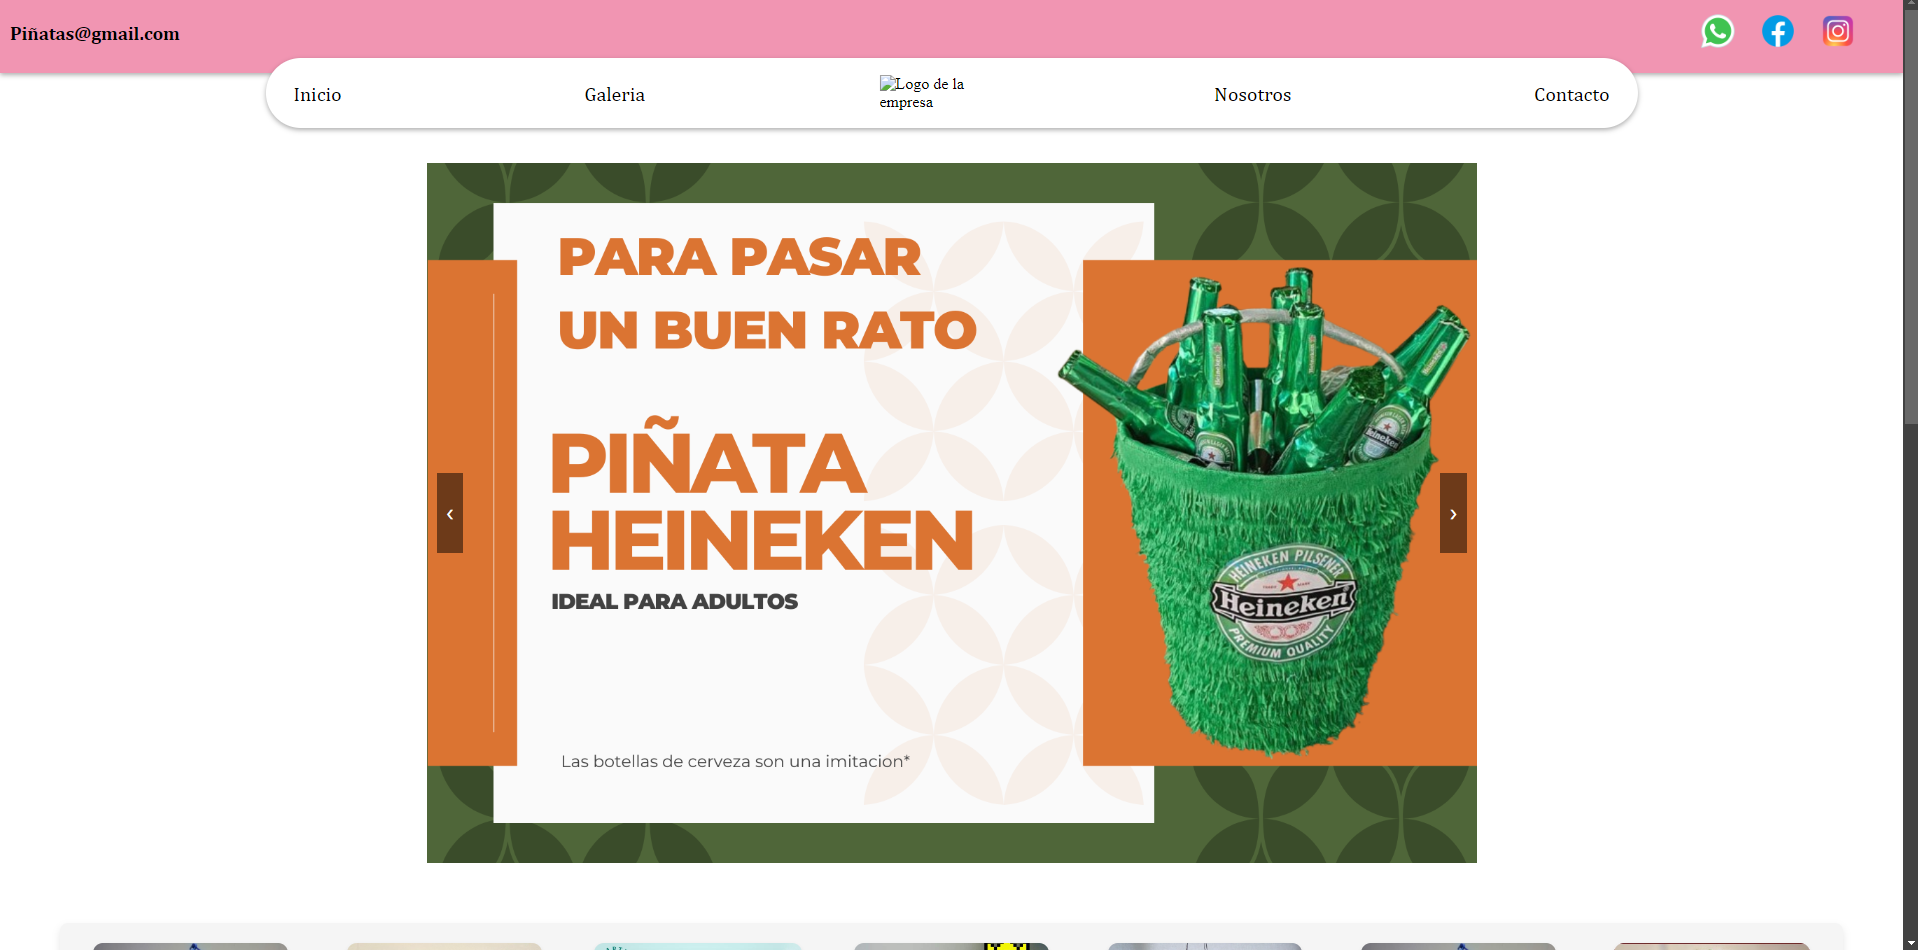 Piñatas@gmail.com
Inicio
Galeria
Logo de la
empresa
Nosotros
Contacto
PARA PASAR
UN BUEN RATO
PIÑATA
HEINEKEN
IDEAL PARA ADULTOS
Las botellas de cerveza son una imitacion*
‹
›
HEINEKEN PILSENER
Heineken
PREMIUM QUALITY
Heineken